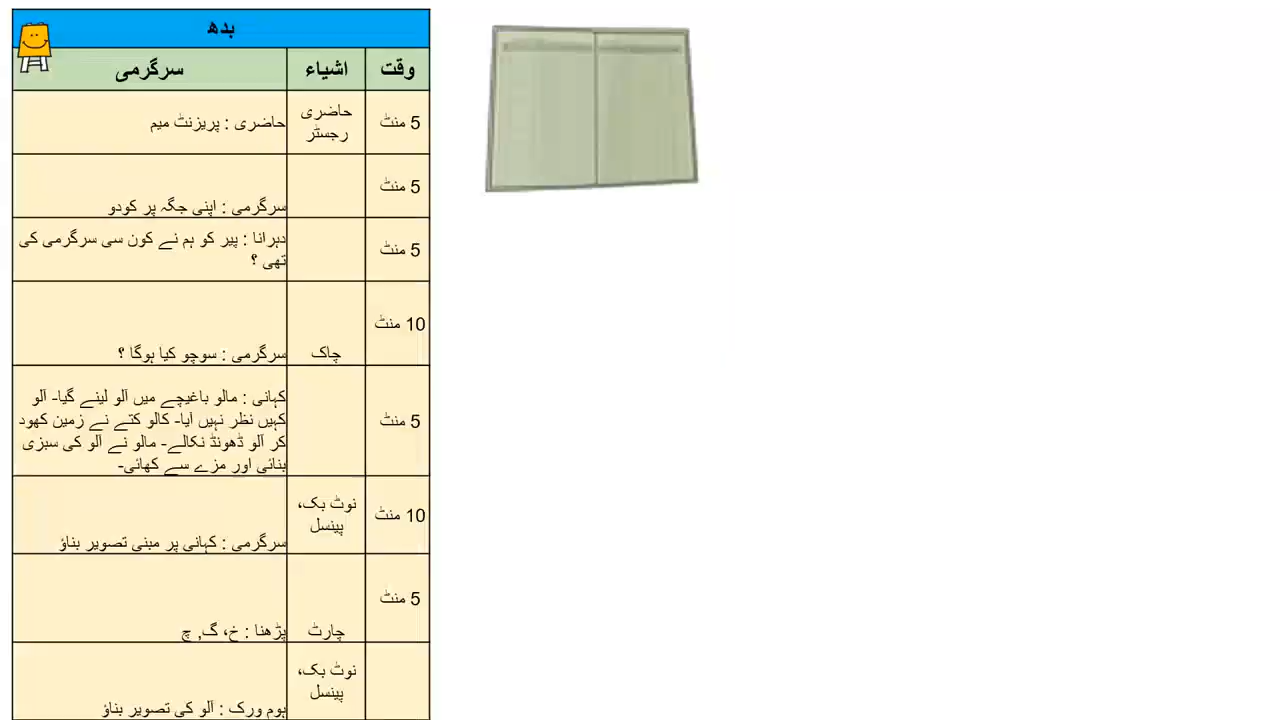 بدھ
وقت اشیاء سرگرمی
5 منٹ حاضری رجسٹر حاضری : پریزنٹ میم
5 منٹ سرگرمی : اپنی جگہ پر کودو
5 منٹ دہرانا : پیر کو ہم نے کون سی سرگرمی کی
تھی ؟
10 منٹ چاک سرگرمی : سوچو کیا ہوگا ؟
5 منٹ کہانی : مالو باغیچے میں آلو لینے گیا- آلو
کہیں نظر نہیں آیا- کالو کتے نے زمین کھود
کر آلو ڈھونڈ نکالے- مالو نے آلو کی سبزی
بنائی اور مزے سے کھائی-
10 منٹ نوٹ بک، پینسل سرگرمی : کہانی پر مبنی تصویر بناؤ
5 منٹ چارٹ پڑھنا : خ، گ, چ
نوٹ بک، پینسل ہوم ورک : آلو کی تصویر بناؤ